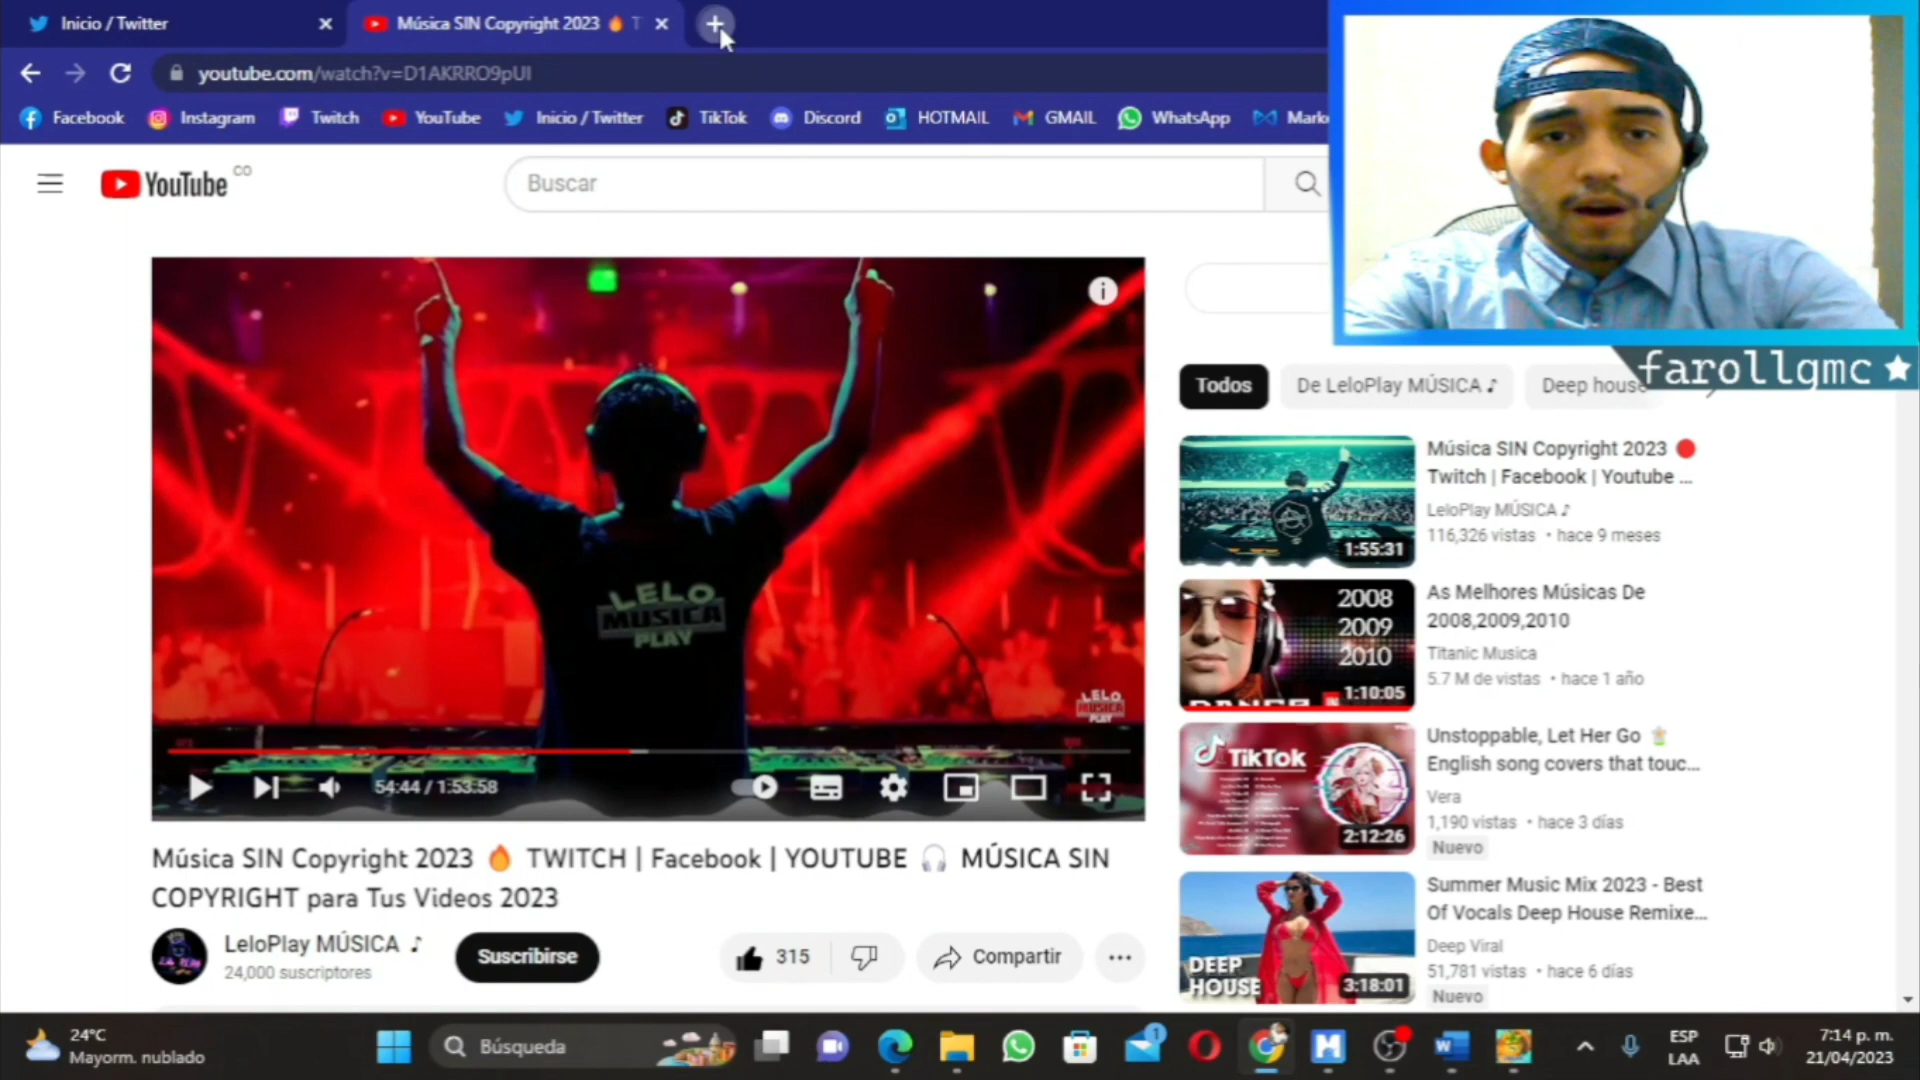 Inicio / Twitter
Música SIN Copyright 2023 🔥 T
youtube.com/watch?v=D1AKRRO9pUI
Facebook
Instagram
Twitch
YouTube
Inicio / Twitter
TikTok
Discord
HOTMAIL
GMAIL
WhatsApp
Mark
YouTube CO
Buscar
farollgmc
Todos
De LeloPlay MÚSICA ♪
Deep house
LELO
MUSICA
PLAY
LELO
MUSICA
PLAY
54:44 / 1:53:58
Música SIN Copyright 2023 🔥 TWITCH | Facebook | YOUTUBE 🎧 MÚSICA SIN
COPYRIGHT para Tus Videos 2023
LeloPlay MÚSICA ♪
24,000 suscriptores
Suscribirse
315
Compartir
1:55:31
Música SIN Copyright 2023 🔴
Twitch | Facebook | Youtube ...
LeloPlay MÚSICA ♪
116,326 vistas • hace 9 meses
2008
2009
2010
1:10:05
As Melhores Músicas De
2008,2009,2010
Titanic Musica
5.7 M de vistas • hace 1 año
TikTok
2:12:26
Unstoppable, Let Her Go 🧋
English song covers that touc...
Vera
1,190 vistas • hace 3 días
Nuevo
DEEP
HOUSE
3:18:01
Summer Music Mix 2023 - Best
Of Vocals Deep House Remixe...
Deep Viral
51,781 vistas • hace 6 días
Nuevo
24°C
Mayorm. nublado
Búsqueda
1
ESP
LAA
7:14 p. m.
21/04/2023